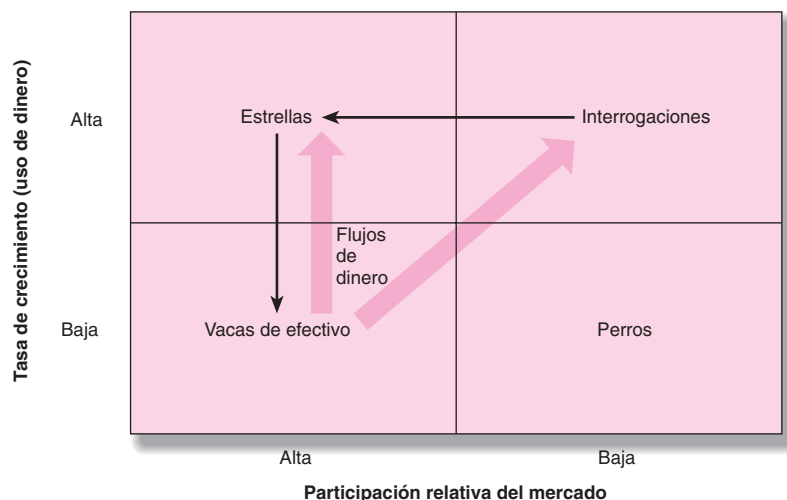 Tasa de crecimiento (uso de dinero)
Alta
Estrellas
Interrogaciones
Flujos
de
dinero
Baja
Vacas de efectivo
Perros
Alta
Baja
Participación relativa del mercado